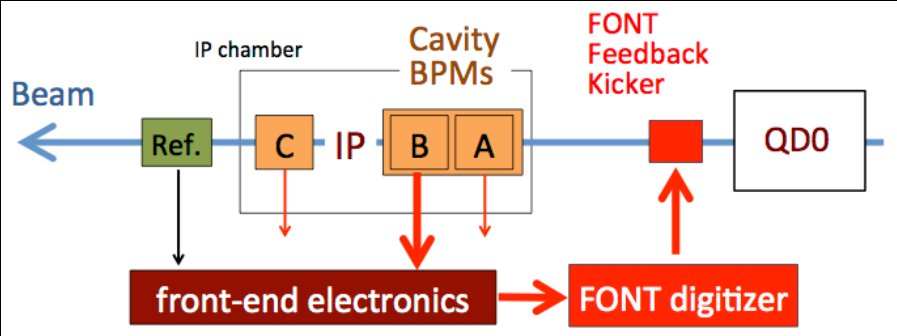 FONT
Feedback
Kicker
Cavity
BPMs
IP chamber
Beam
QD0
Ref.
C
IP
B
A
front-end electronics
FONT digitizer